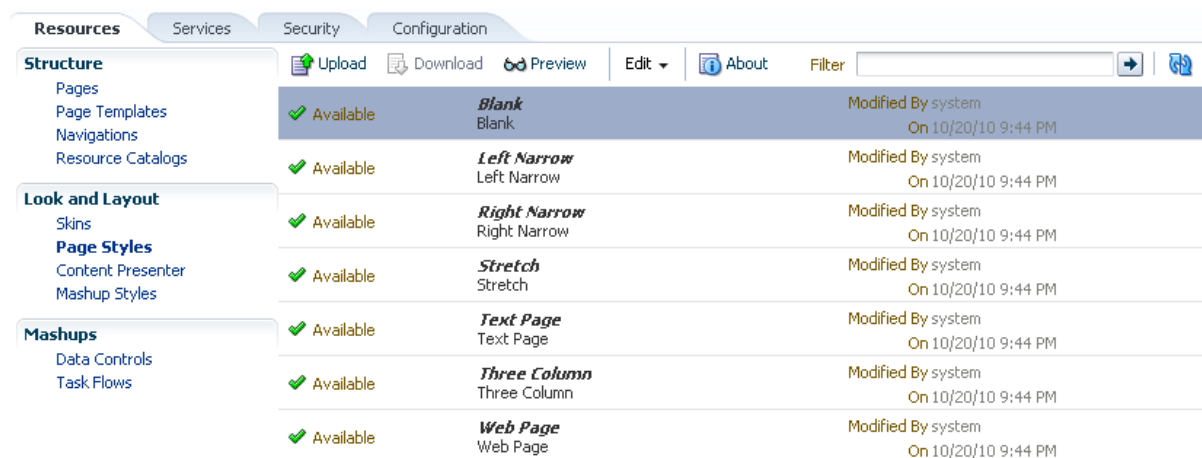 Resources Services Security Configuration
Structure
Pages
Page Templates
Navigations
Resource Catalogs
Look and Layout
Skins
Page Styles
Content Presenter
Mashup Styles
Mashups
Data Controls
Task Flows
Upload Download Preview Edit About Filter
Available Blank Modified By system
Blank On 10/20/10 9:44 PM
Available Left Narrow Modified By system
Left Narrow On 10/20/10 9:44 PM
Available Right Narrow Modified By system
Right Narrow On 10/20/10 9:44 PM
Available Stretch Modified By system
Stretch On 10/20/10 9:44 PM
Available Text Page Modified By system
Text Page On 10/20/10 9:44 PM
Available Three Column Modified By system
Three Column On 10/20/10 9:44 PM
Available Web Page Modified By system
Web Page On 10/20/10 9:44 PM